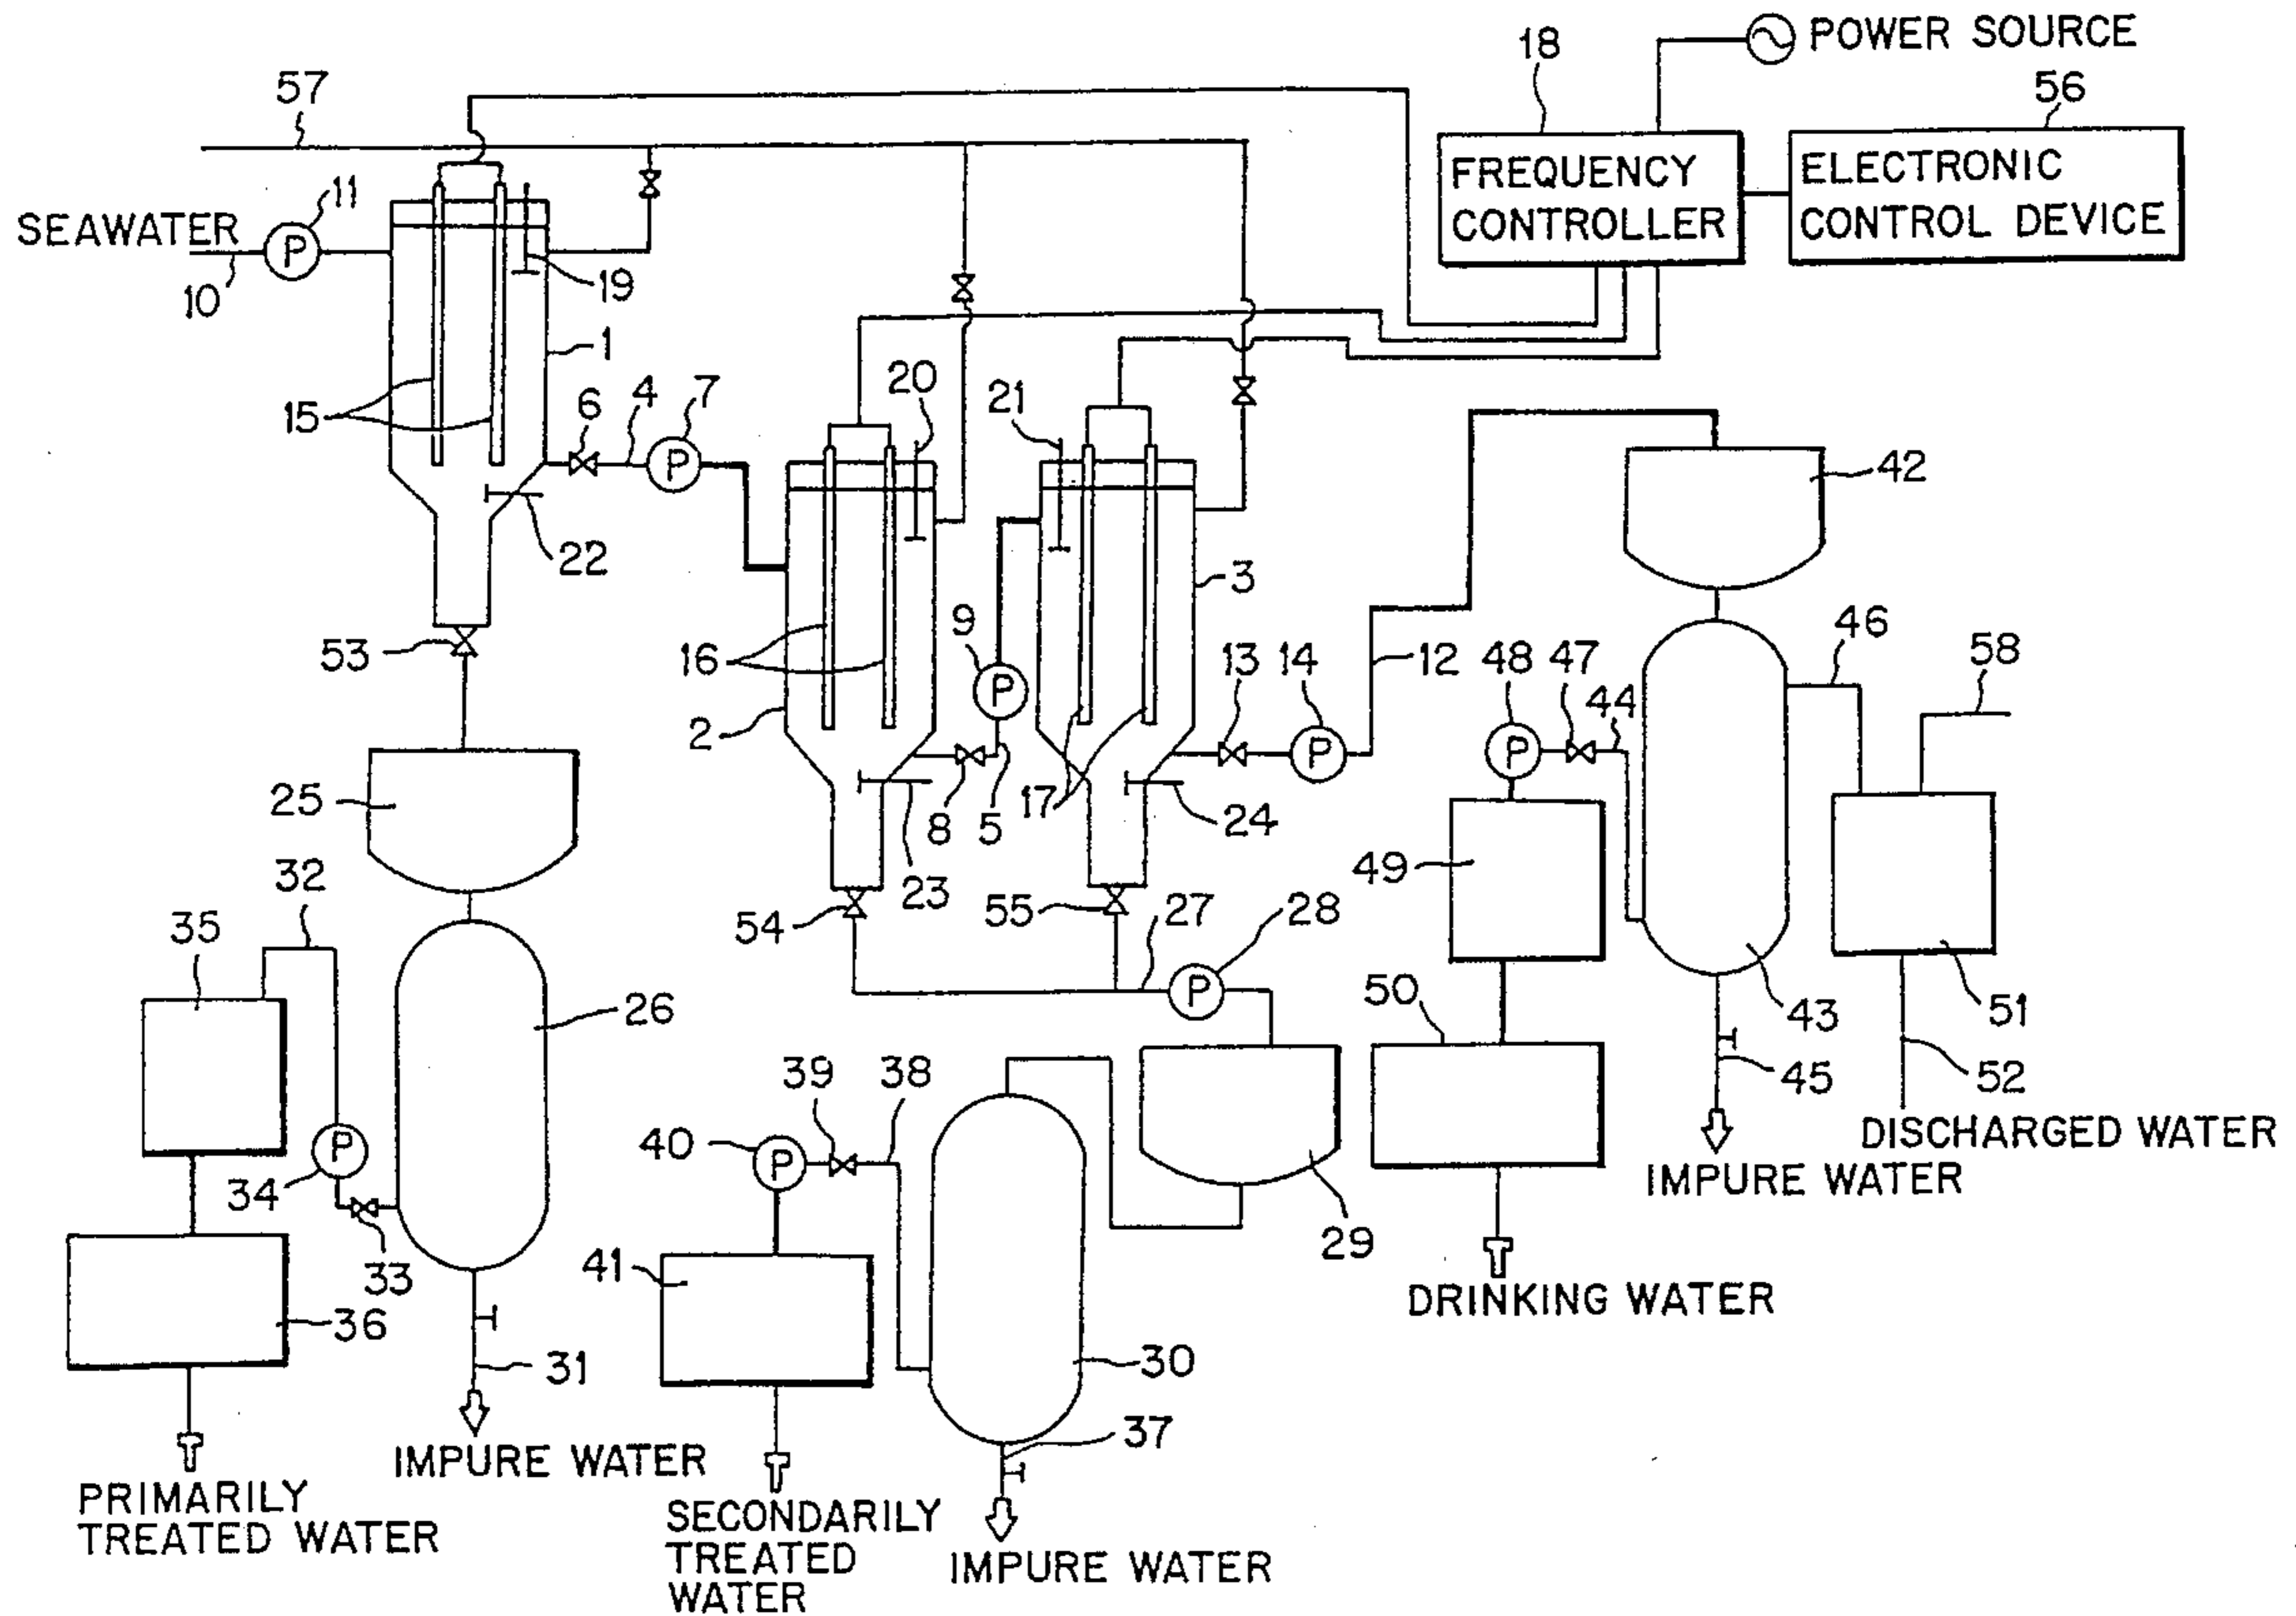 18
POWER SOURCE
57
56
FREQUENCY
CONTROLLER
ELECTRONIC
CONTROL DEVICE
11
SEAWATER
P
10
19
1
15
6
4
7
P
20
21
42
22
3
53
16
9
P
13
14
P
12
48
P
47
44
46
58
2
25
8
5
17
24
49
23
32
54
55
27
28
P
35
26
50
43
51
39
38
45
52
DISCHARGED WATER
40
P
P
34
IMPURE WATER
29
33
41
DRINKING WATER
36
31
30
37
IMPURE WATER
PRIMARILY
TREATED WATER
SECONDARILY
TREATED
WATER
IMPURE WATER